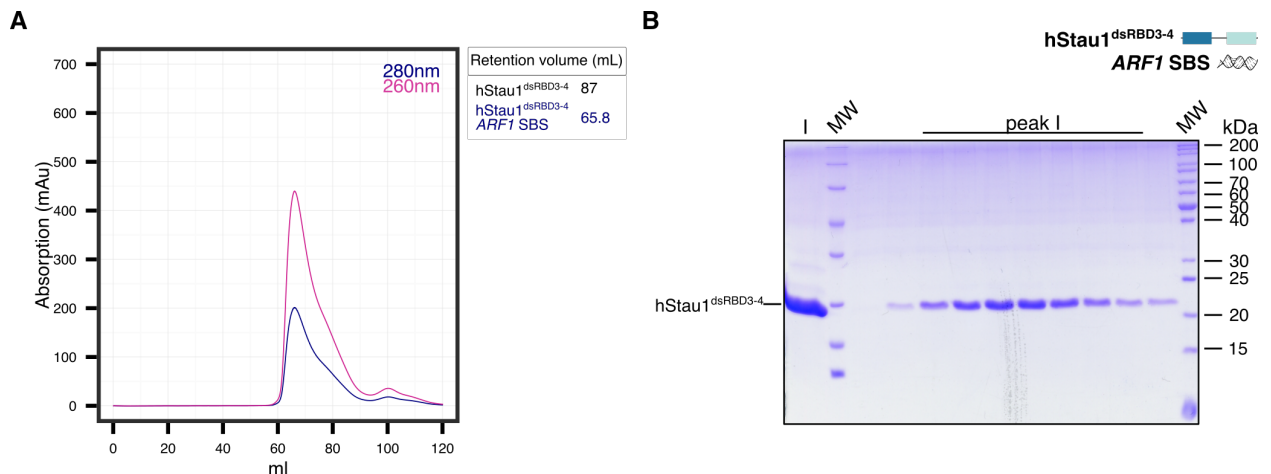 A
700
600
500
400
300
200
100
0
Absorption (mAu)
0 20 40 60 80 100 120
ml
280nm
260nm
Retention volume (mL)
hStau1dsRBD3-4 87
hStau1dsRBD3-4
ARF1 SBS 65.8
B
hStau1dsRBD3-4
ARF1 SBS
I MW peak I MW kDa
200
100
70
60
50
40
30
25
20
15
hStau1dsRBD3-4